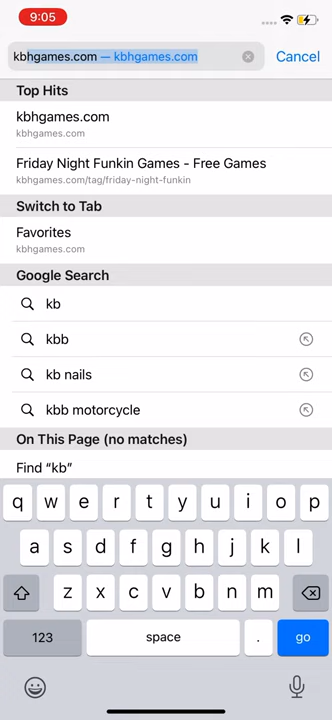 9:05
kbhgames.com — kbhgames.com
Cancel
Top Hits
kbhgames.com
kbhgames.com
Friday Night Funkin Games - Free Games
kbhgames.com/tag/friday-night-funkin
Switch to Tab
Favorites
kbhgames.com
Google Search
kb
kbb
kb nails
kbb motorcycle
On This Page (no matches)
Find “kb”
q w e r t y u i o p
a s d f g h j k l
z x c v b n m
123 space . go